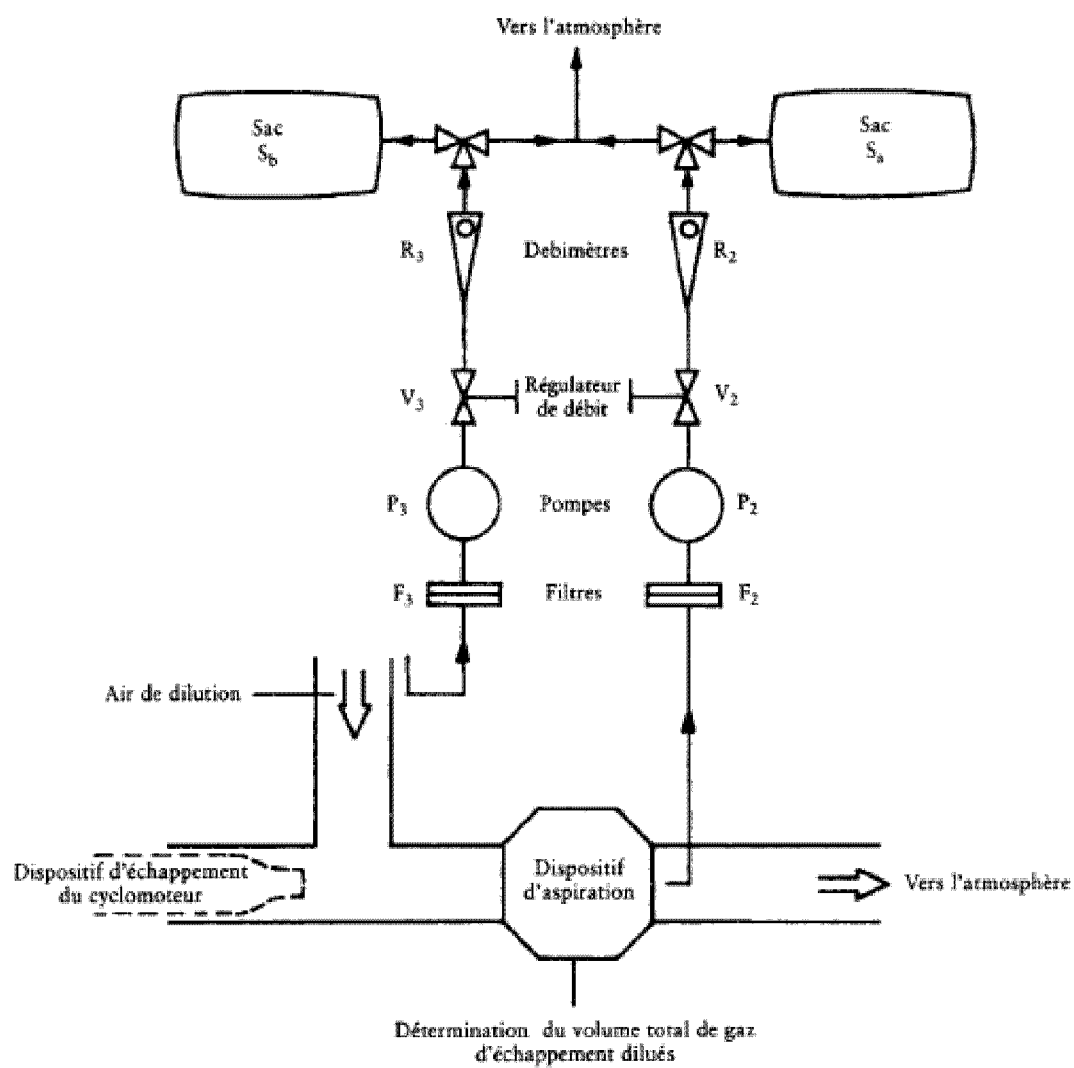 Vers l'atmosphère
Sac
Sb
Sac
Sa
R3
Debimètres
R2
V3
Régulateur
de débit
V2
P3
Pompes
P2
F3
Filtres
F2
Air de dilution
Dispositif d'échappement
du cyclomoteur
Dispositif
d'aspiration
Vers l'atmosphère
Détermination du volume total de gaz
d'échappement dilués